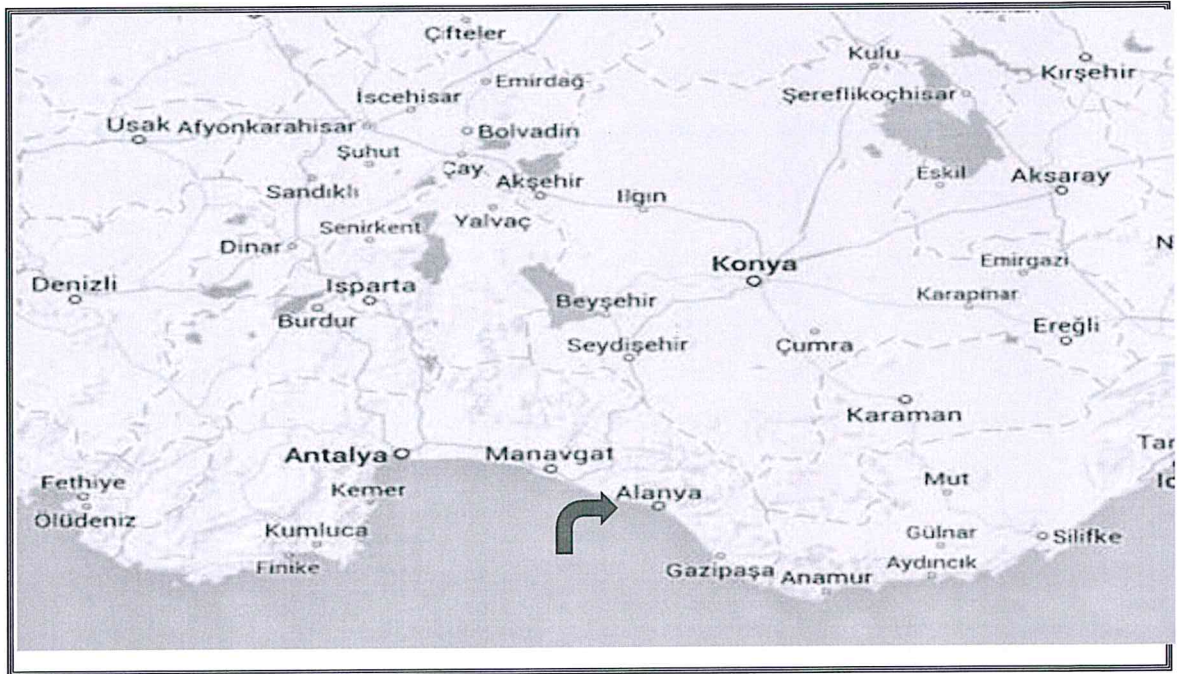 Çifteler
Kulu
Kırşehir
Emirdağ
İscehisar
Şereflikoçhisar
Uşak Afyonkarahisar
Bolvadin
Şuhut
Çay
Akşehir
Eskil
Aksaray
Sandıklı
Ilgın
Senirkent
Yalvaç
Dinar
N
Konya
Emirgazi
Denizli
Isparta
Beyşehir
Karapınar
Burdur
Ereğli
Seydişehir
Çumra
Karaman
Antalya
Manavgat
Tar
Fethiye
Kemer
Alanya
Mut
Ölüdeniz
Kumluca
Gülnar
Silifke
Finike
Gazipaşa
Anamur
Aydıncık